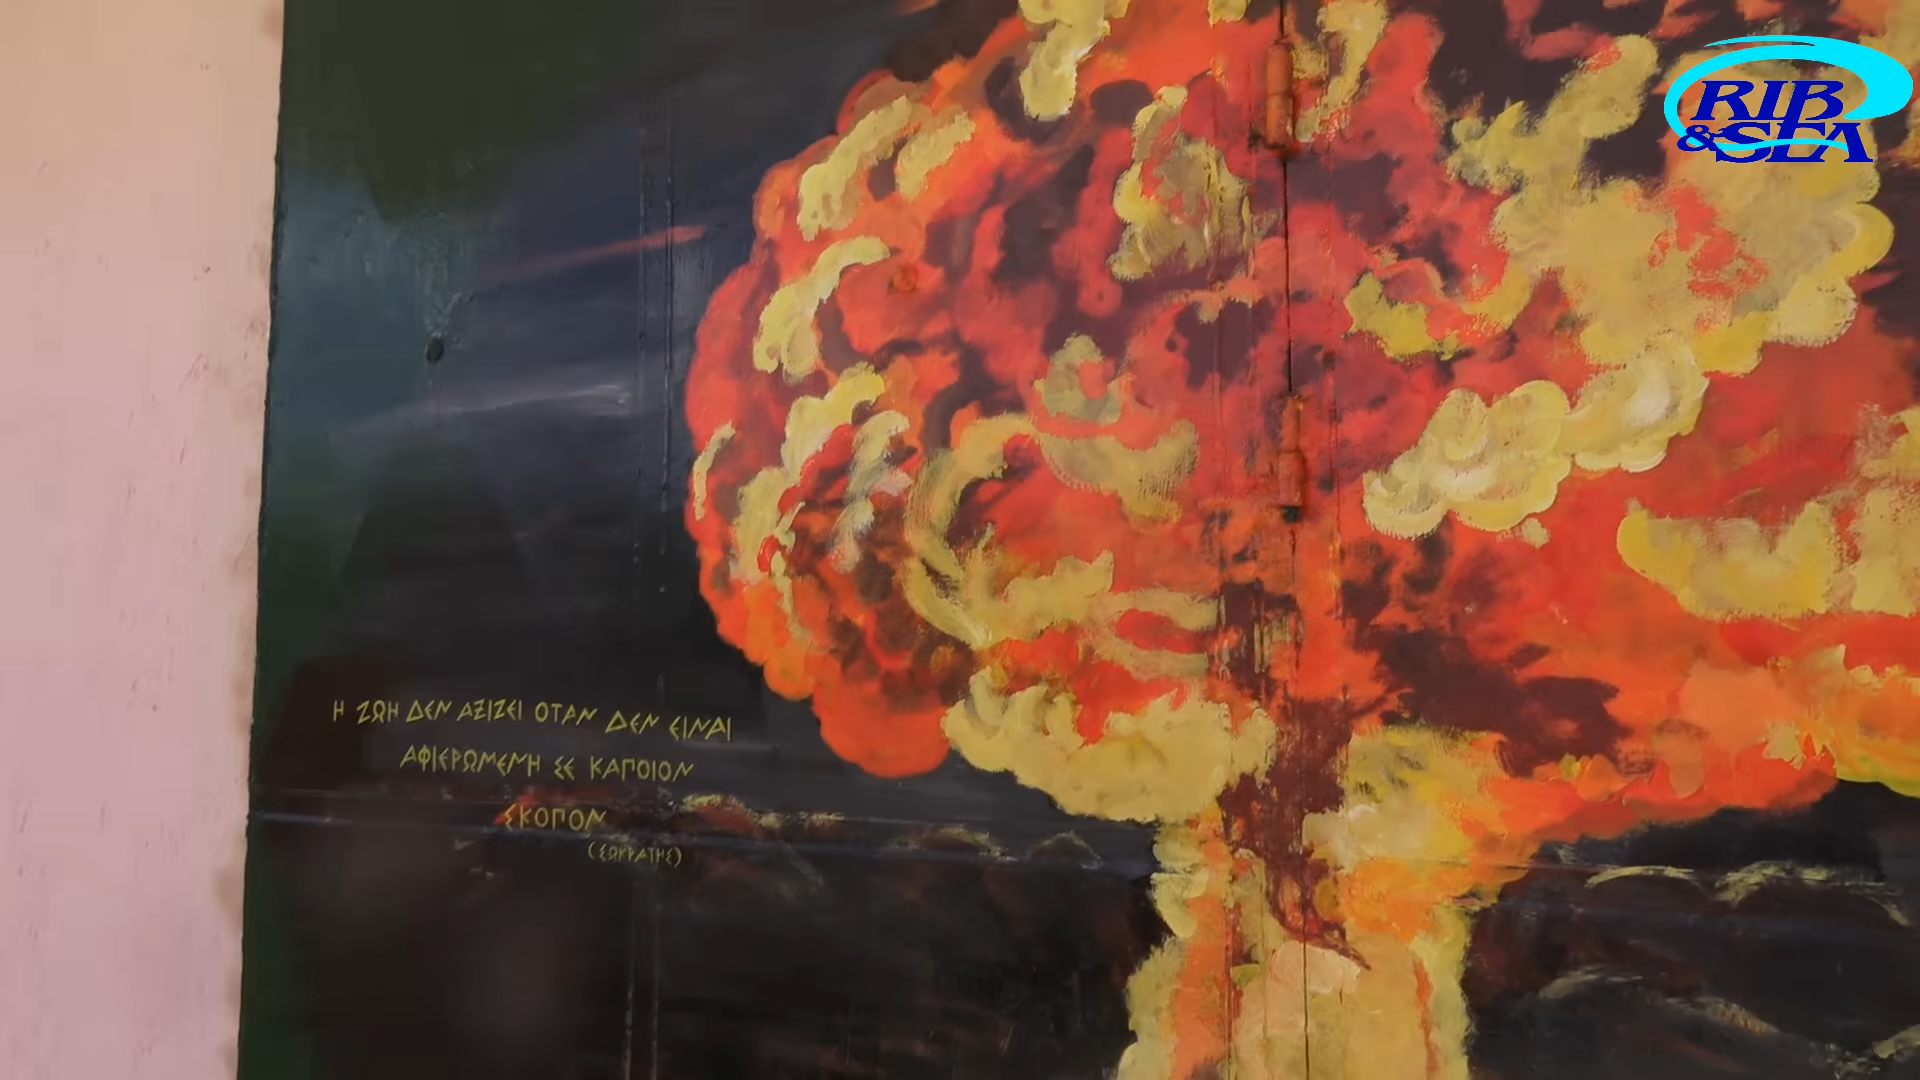 RIB
&SEA
Η ΖΩΗ ΔΕΝ ΑΞΙΖΕΙ ΟΤΑΝ ΔΕΝ ΕΙΝΑΙ
ΑΦΙΕΡΩΜΕΝΗ ΣΕ ΚΑΠΟΙΟΝ
ΣΚΟΠΟΝ
(ΣΩΚΡΑΤΗΣ)